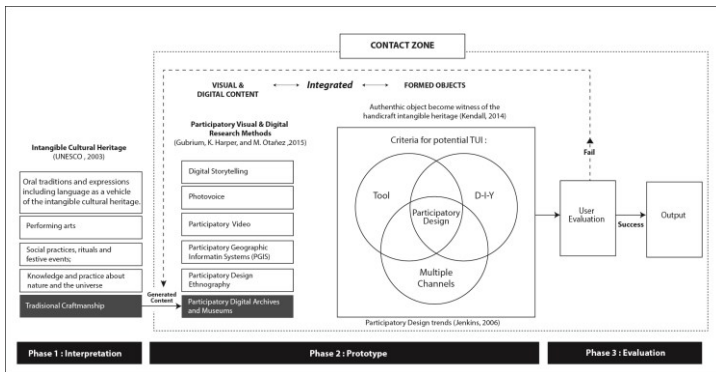 CONTACT ZONE
VISUAL &
DIGITAL CONTENT
Integrated
FORMED OBJECTS
Authenthic object become witness of the
handicraft intangible heritage (Kendall, 2014)
Intangible Cultural Heritage
(UNESCO , 2003)
Oral traditions and expressions
including language as a vehicle
of the intangible cultural heritage.
Performing arts
Social practices, rituals and
festive events;
Knowledge and practice about
nature and the universe
Tradisional Craftmanship
Generated
Content
Participatory Visual & Digital
Research Methods
(Gubrium, K. Harper, and M. Otañez ,2015)
Digital Storytelling
Photovoice
Participatory Video
Participatory Geographic
Informatin Systems (PGIS)
Participatory Design
Ethnography
Participatory Digital Archives
and Museums
Criteria for potential TUI :
Tool
D-I-Y
Participatory
Design
Multiple
Channels
Participatory Design trends (Jenkins, 2006)
Fail
User
Evaluation
Success
Output
Phase 1 : Interpretation
Phase 2 : Prototype
Phase 3 : Evaluation